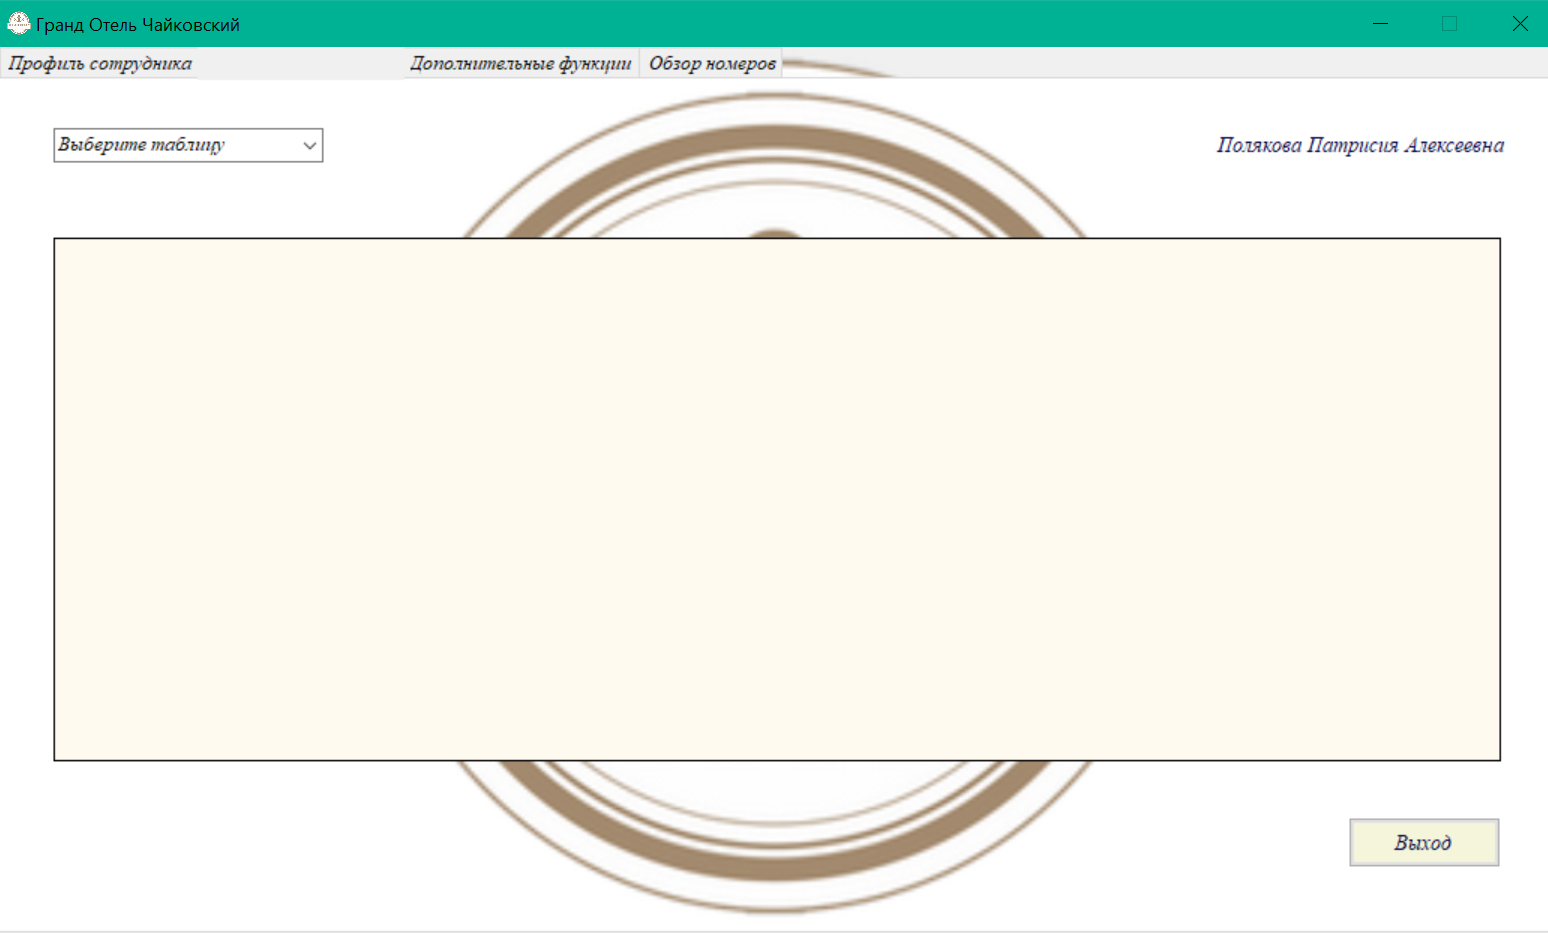 Гранд Отель Чайковский
Профиль сотрудника
Дополнительные функции
Обзор номеров
Выберите таблицу
Полякова Патрисия Алексеевна
Выход